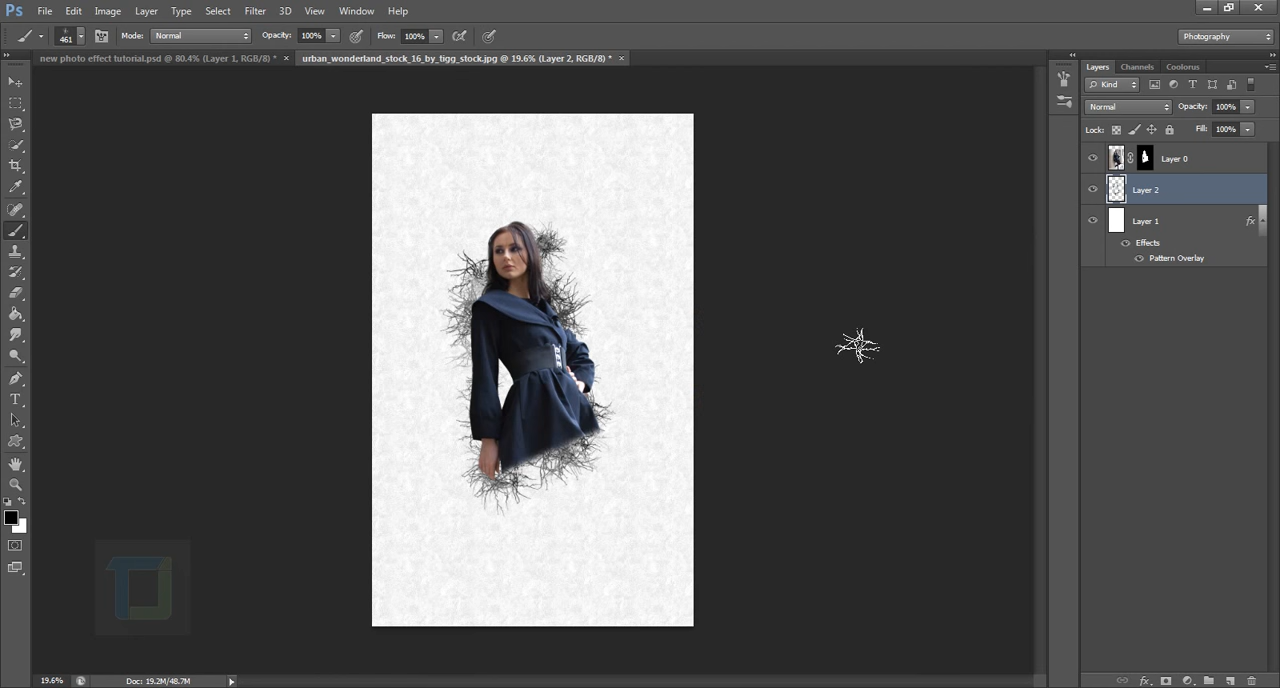 Ps File Edit Image Layer Type Select Filter 3D View Window Help
461 Mode: Normal Opacity: 100% Flow: 100% Photography
new photo effect tutorial.psd @ 80.4% (Layer 1, RGB/8) * × urban_wonderland_stock_16_by_tigg_stock.jpg @ 19.6% (Layer 2, RGB/8) * ×
Layers Channels Coolorus
Kind
Normal Opacity: 100%
Lock: Fill: 100%
Layer 0
Layer 2
Layer 1 fx
Effects
Pattern Overlay
19.6% Doc: 19.2M/48.7M
fx